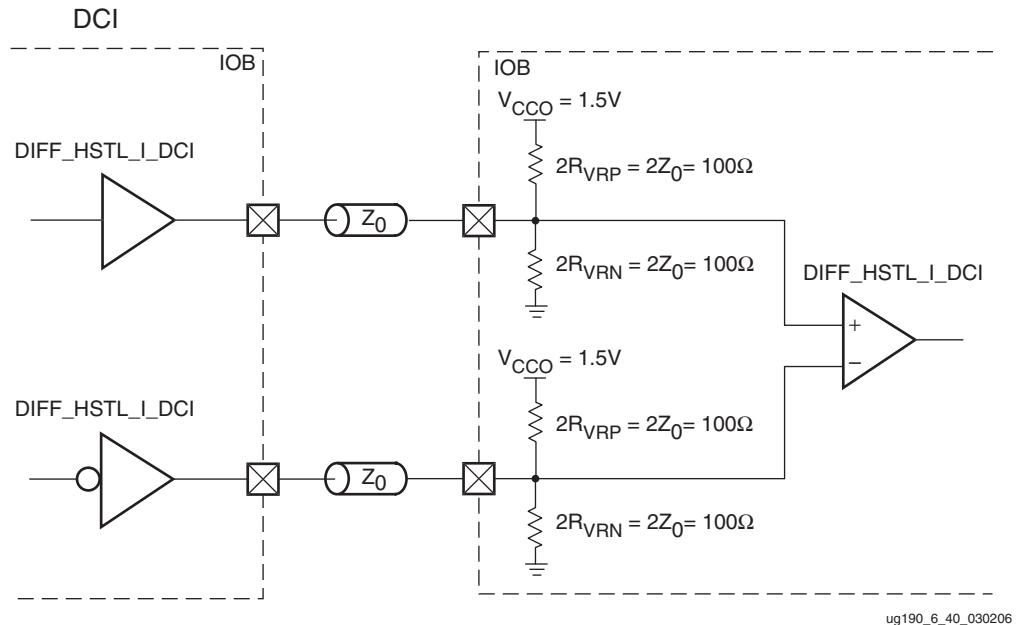 DCI
IOB
IOB
V_CCO = 1.5V
DIFF_HSTL_I_DCI
2R_VRP = 2Z_0= 100Ω
Z_0
2R_VRN = 2Z_0= 100Ω
DIFF_HSTL_I_DCI
+
−
V_CCO = 1.5V
DIFF_HSTL_I_DCI
2R_VRP = 2Z_0= 100Ω
Z_0
2R_VRN = 2Z_0= 100Ω
ug190_6_40_030206